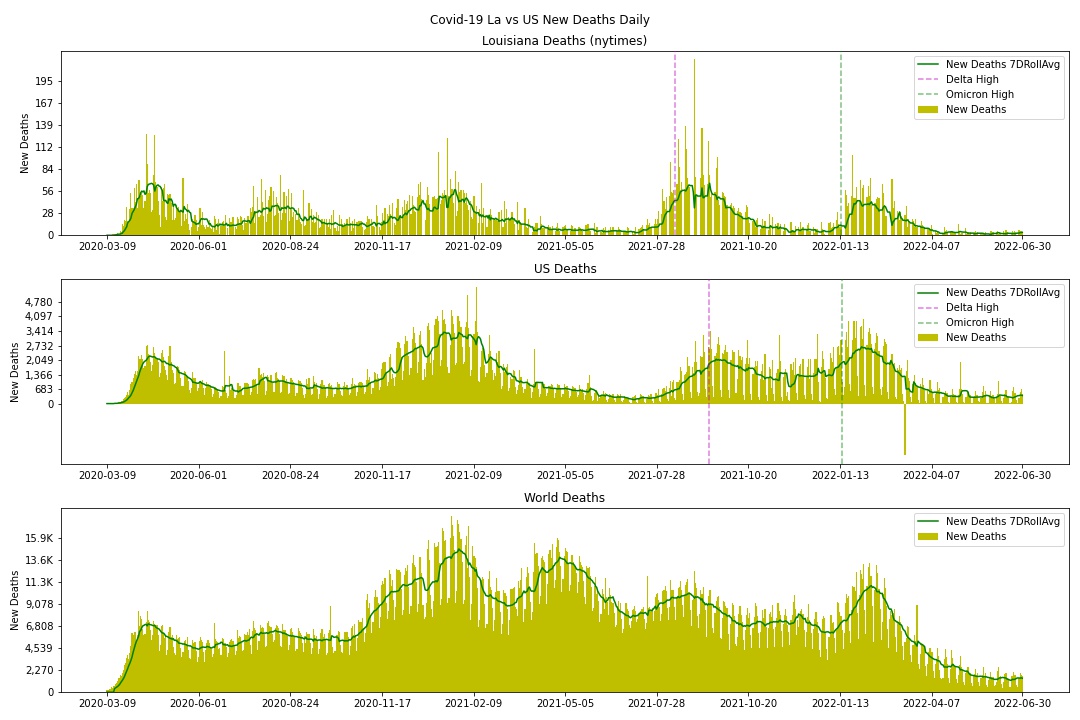 Covid-19 La vs US New Deaths Daily
Louisiana Deaths (nytimes)
New Deaths
195
167
139
112
84
56
28
0
New Deaths 7DRollAvg
Delta High
Omicron High
New Deaths
2020-03-09 2020-06-01 2020-08-24 2020-11-17 2021-02-09 2021-05-05 2021-07-28 2021-10-20 2022-01-13 2022-04-07 2022-06-30
US Deaths
New Deaths
4,780
4,097
3,414
2,732
2,049
1,366
683
0
New Deaths 7DRollAvg
Delta High
Omicron High
New Deaths
2020-03-09 2020-06-01 2020-08-24 2020-11-17 2021-02-09 2021-05-05 2021-07-28 2021-10-20 2022-01-13 2022-04-07 2022-06-30
World Deaths
New Deaths
15.9K
13.6K
11.3K
9,078
6,808
4,539
2,270
0
New Deaths 7DRollAvg
New Deaths
2020-03-09 2020-06-01 2020-08-24 2020-11-17 2021-02-09 2021-05-05 2021-07-28 2021-10-20 2022-01-13 2022-04-07 2022-06-30